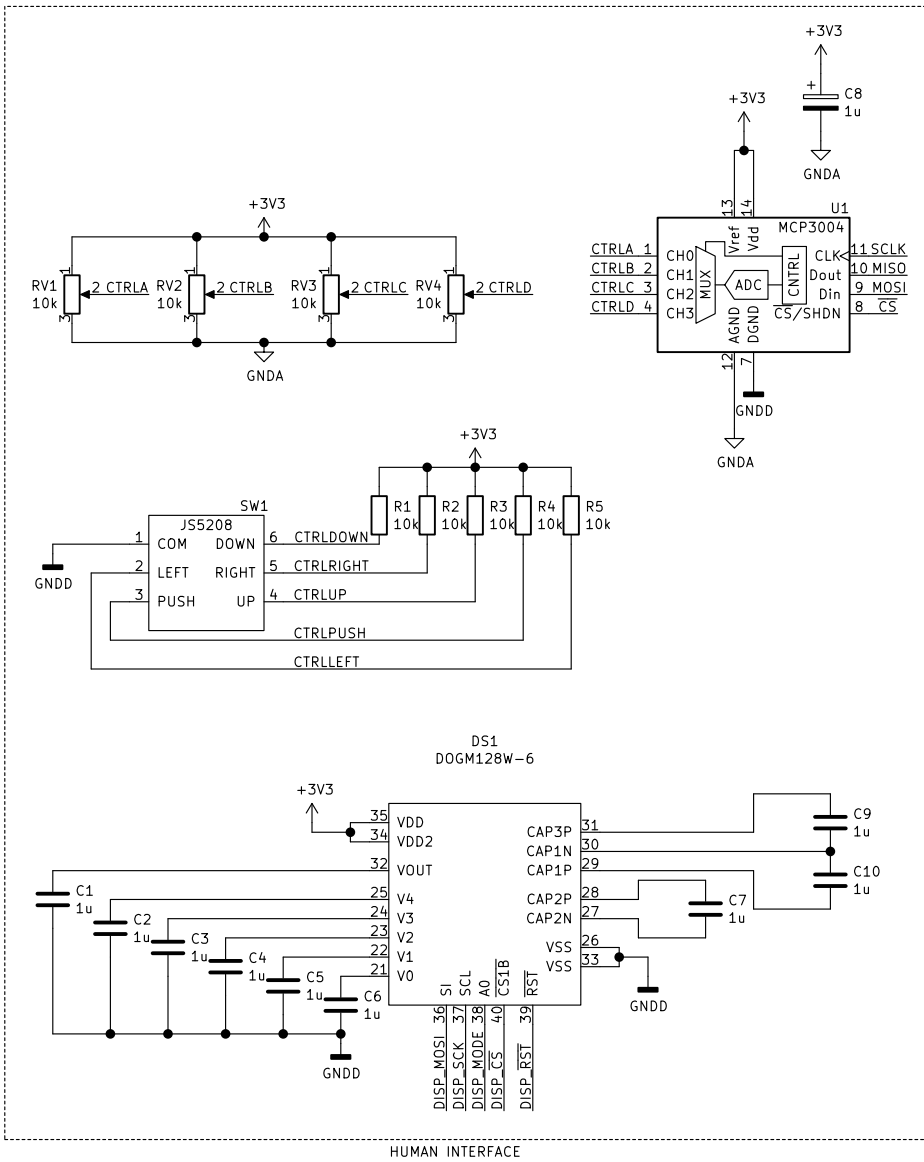 +3V3
C8
1u
GNDA
+3V3
U1
MCP3004
13 14
Vref Vdd
CTRLA 1 CH0
CTRLB 2 CH1
CTRLC 3 CH2
CTRLD 4 CH3
MUX
ADC
CNTRL
CLK 11 SCLK
Dout 10 MISO
Din 9 MOSI
CS/SHDN 8 CS
AGND DGND
12 7
GNDD
GNDA
+3V3
RV1 10k 1 2 3 CTRLA
RV2 10k 1 2 3 CTRLB
RV3 10k 1 2 3 CTRLC
RV4 10k 1 2 3 CTRLD
GNDA
+3V3
R1 R2 R3 R4 R5
10k 10k 10k 10k 10k
SW1
JS5208
1 COM DOWN 6 CTRLDOWN
2 LEFT RIGHT 5 CTRLRIGHT
3 PUSH UP 4 CTRLUP
GNDD
CTRLPUSH
CTRLLEFT
DS1
DOGM128W-6
+3V3
35 VDD
34 VDD2
32 VOUT
25 V4
24 V3
23 V2
22 V1
21 V0
CAP3P 31
CAP1N 30
CAP1P 29
CAP2P 28
CAP2N 27
VSS 26
VSS 33
C1 1u
C2 1u
C3 1u
C4 1u
C5 1u
C6 1u
GNDD
C9 1u
C10 1u
C7 1u
GNDD
SI SCL A0 CS1B RST
36 37 38 40 39
DISP_MOSI
DISP_SCK
DISP_MODE
DISP_CS
DISP_RST
HUMAN INTERFACE